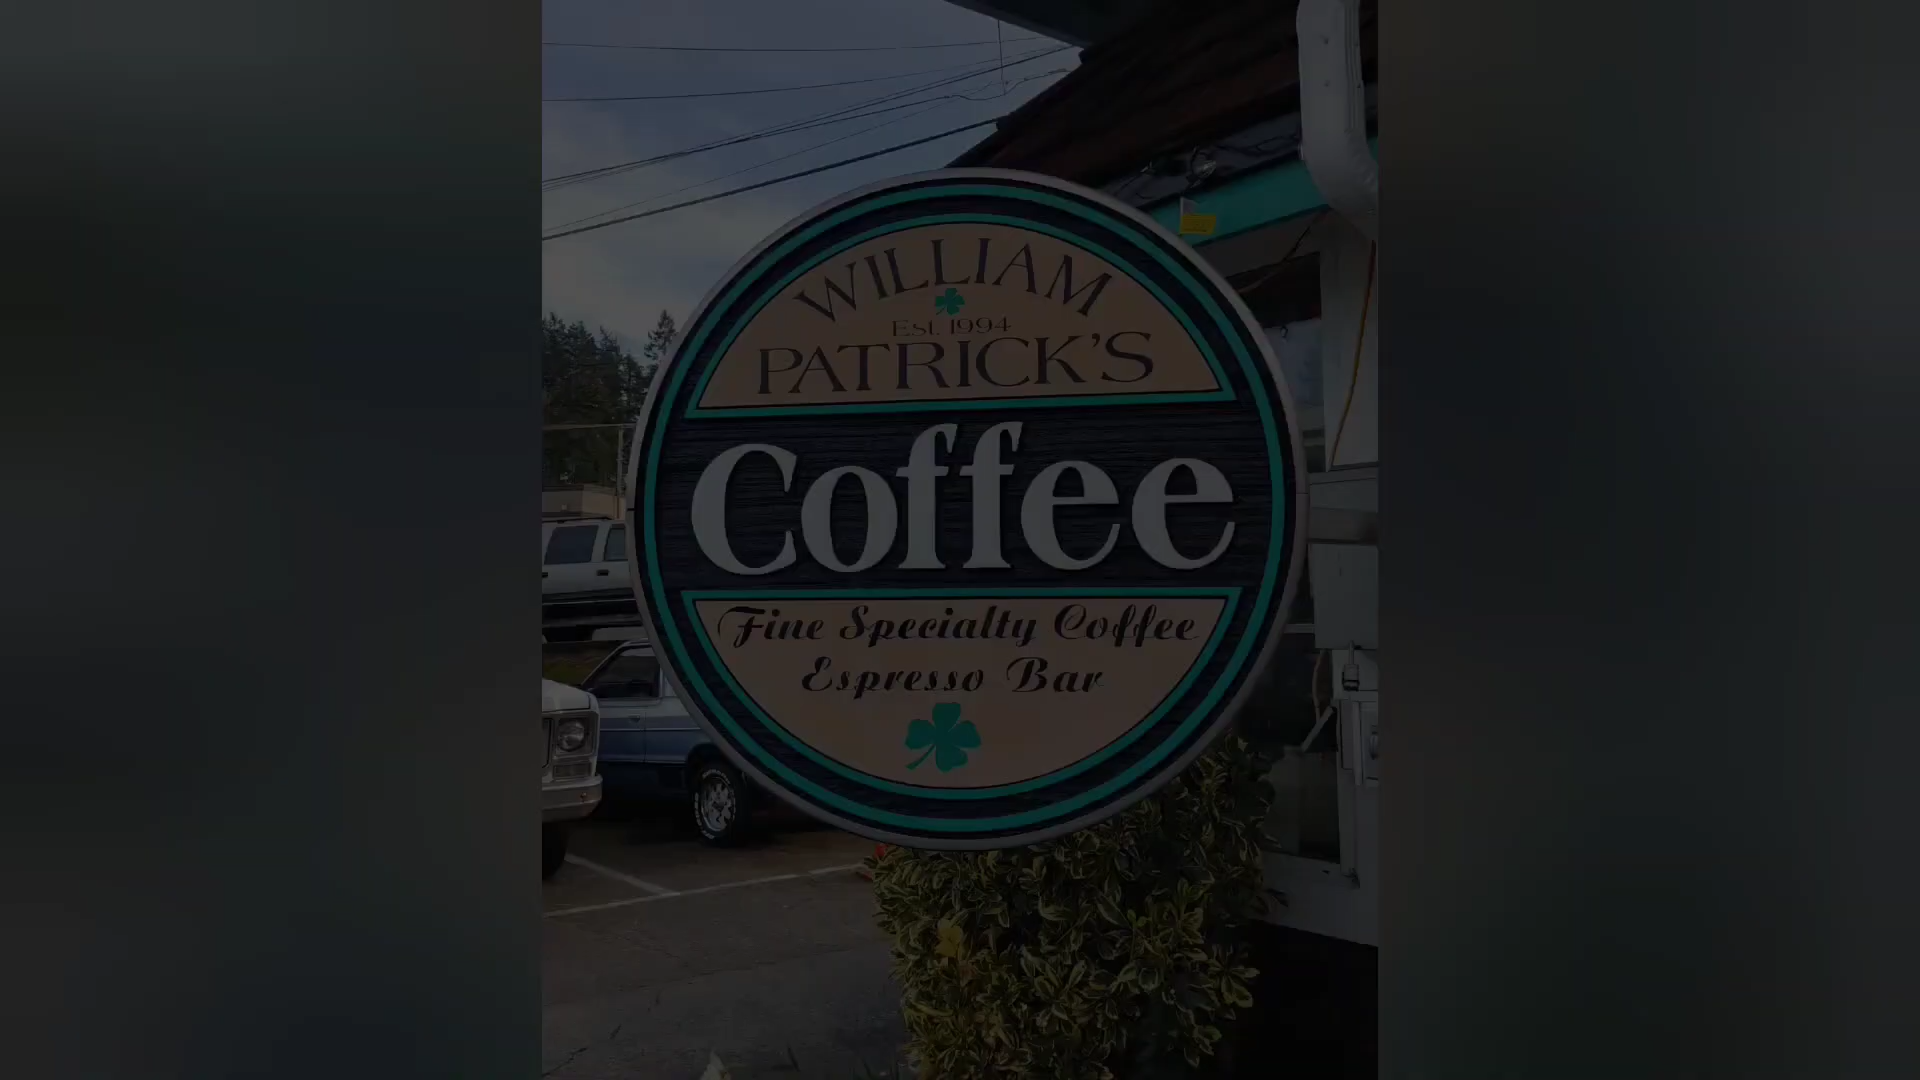 WILLIAM
Est. 1994
PATRICK'S
Coffee
Fine Specialty Coffee
Espresso Bar